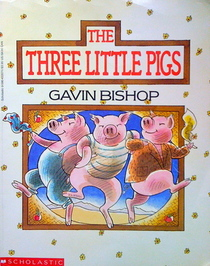 THE
THREE LITTLE PIGS
GAVIN BISHOP
SCHOLASTIC